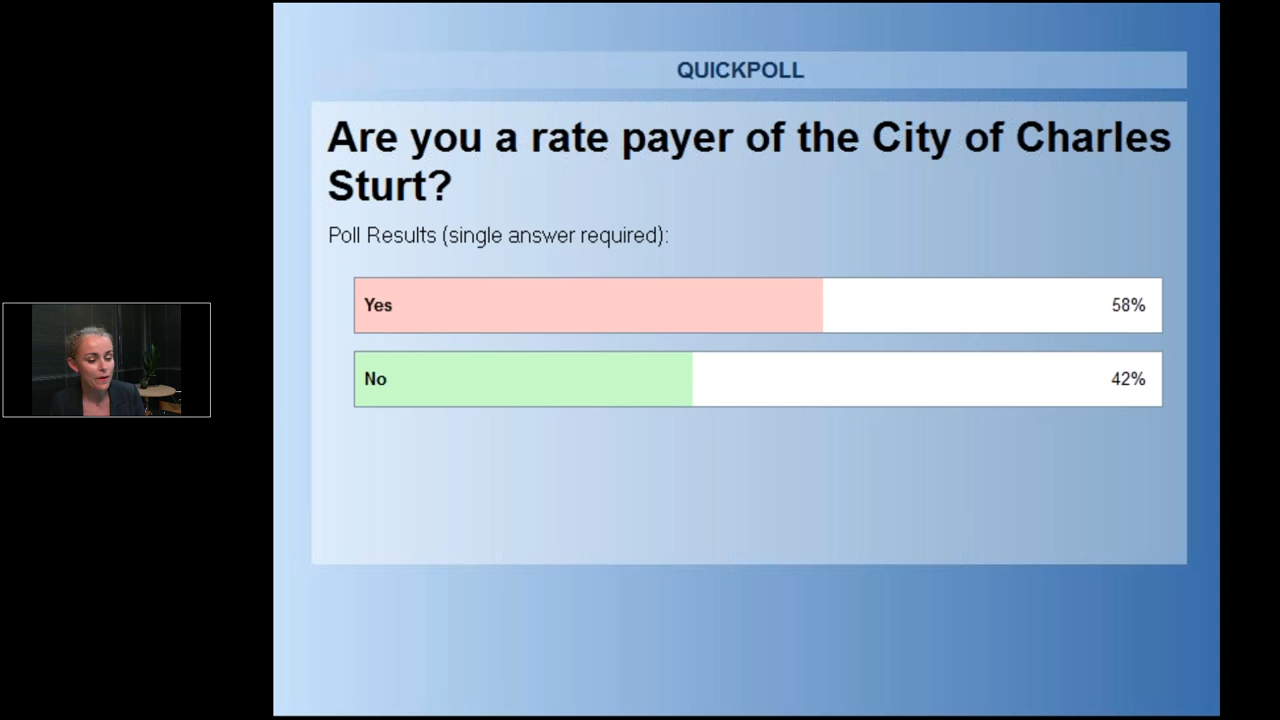 QUICKPOLL
Are you a rate payer of the City of Charles
Sturt?
Poll Results (single answer required):
Yes 58%
No 42%